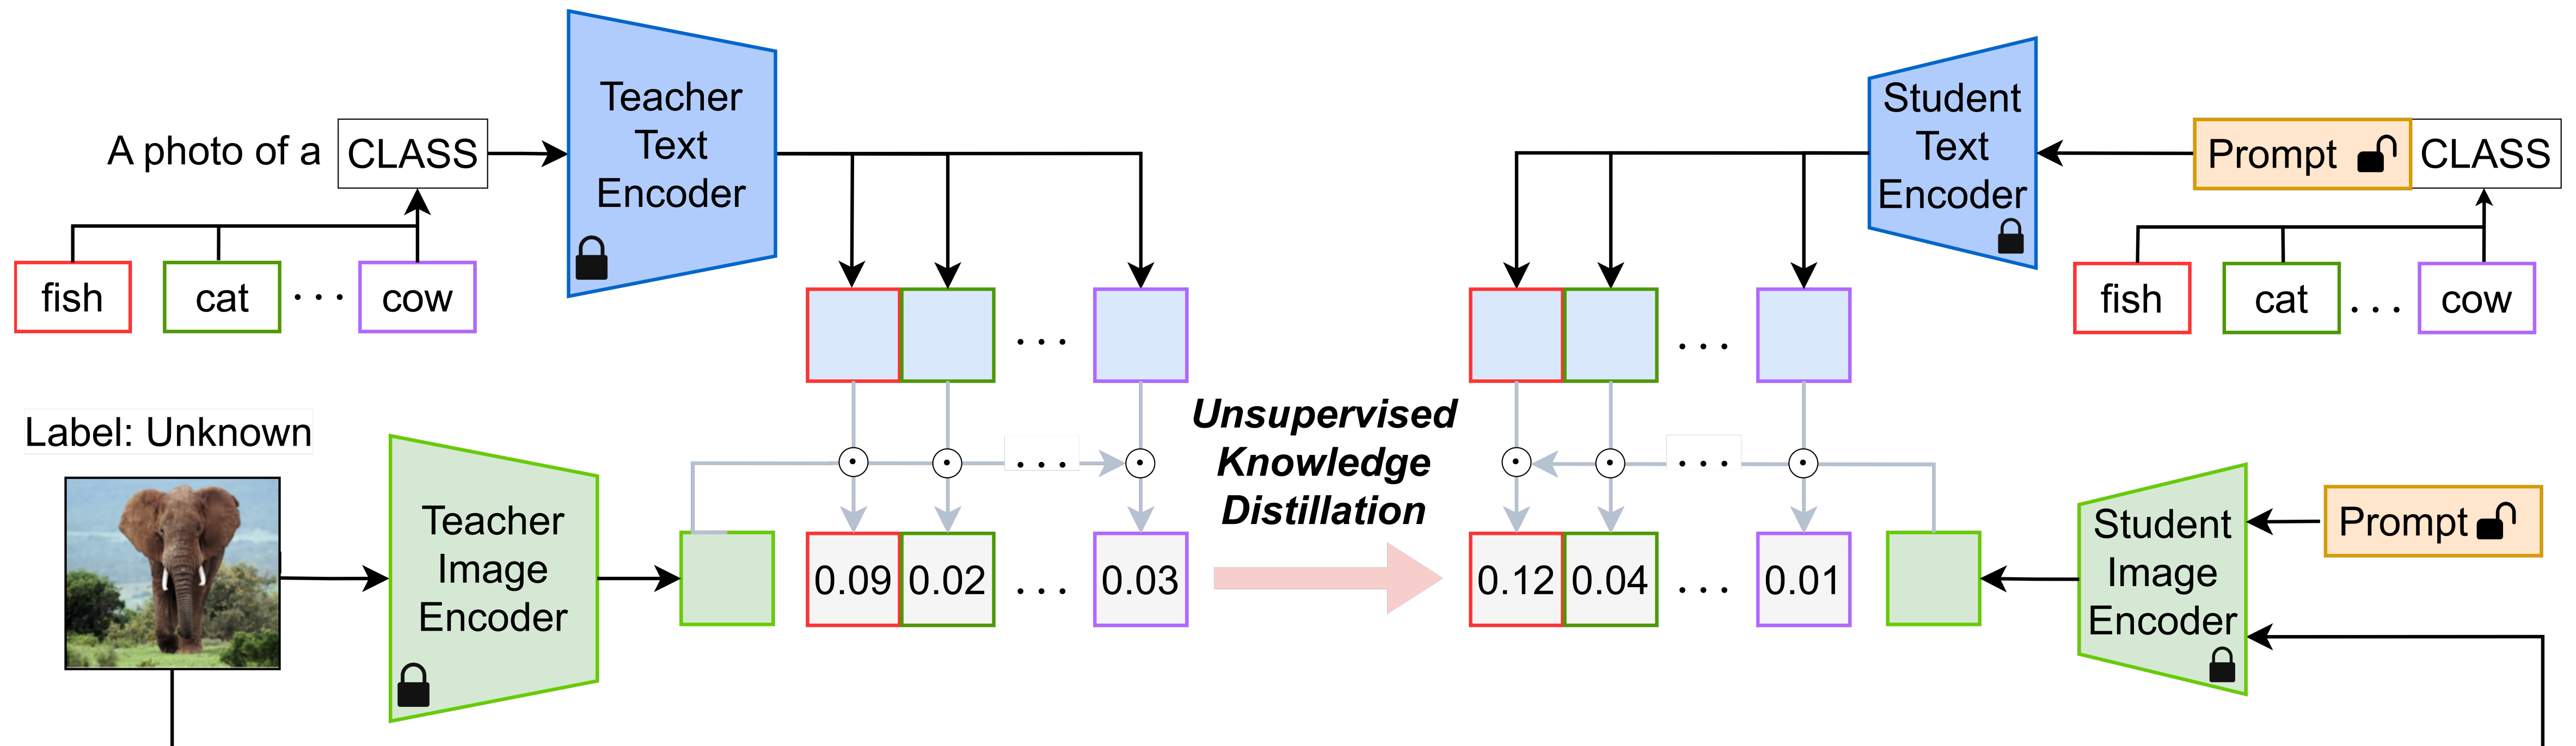 A photo of a CLASS
fish cat ... cow
Teacher
Text
Encoder
Label: Unknown
Teacher
Image
Encoder
...
...
0.09 0.02 ... 0.03
Unsupervised
Knowledge
Distillation
...
...
0.12 0.04 ... 0.01
Student
Text
Encoder
Prompt CLASS
fish cat ... cow
Student
Image
Encoder
Prompt